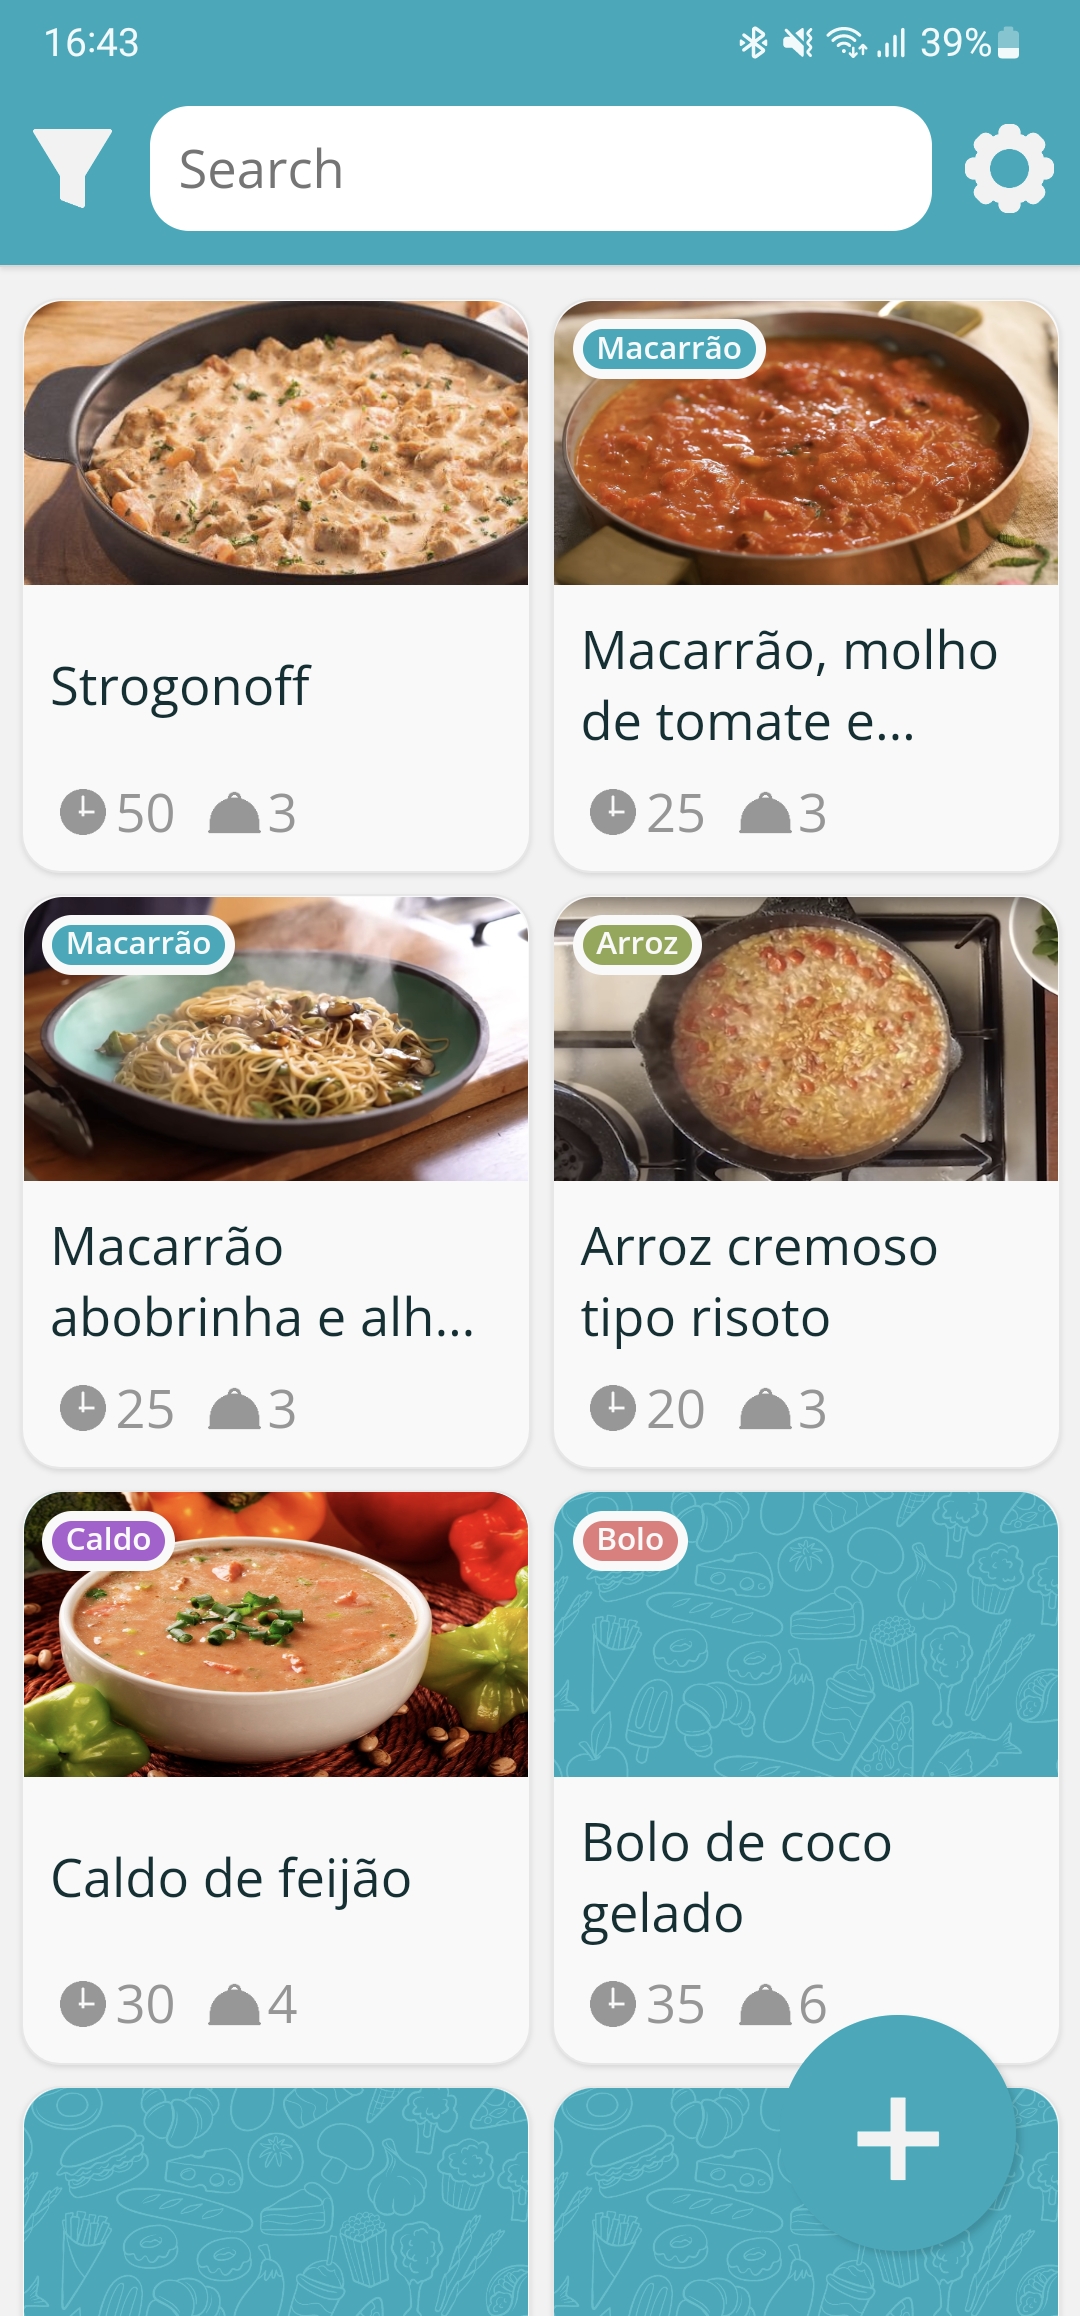 16:43
39%
Search
Strogonoff
50 3
Macarrão
Macarrão, molho
de tomate e...
25 3
Macarrão
Macarrão
abobrinha e alh...
25 3
Arroz
Arroz cremoso
tipo risoto
20 3
Caldo
Caldo de feijão
30 4
Bolo
Bolo de coco
gelado
35 6